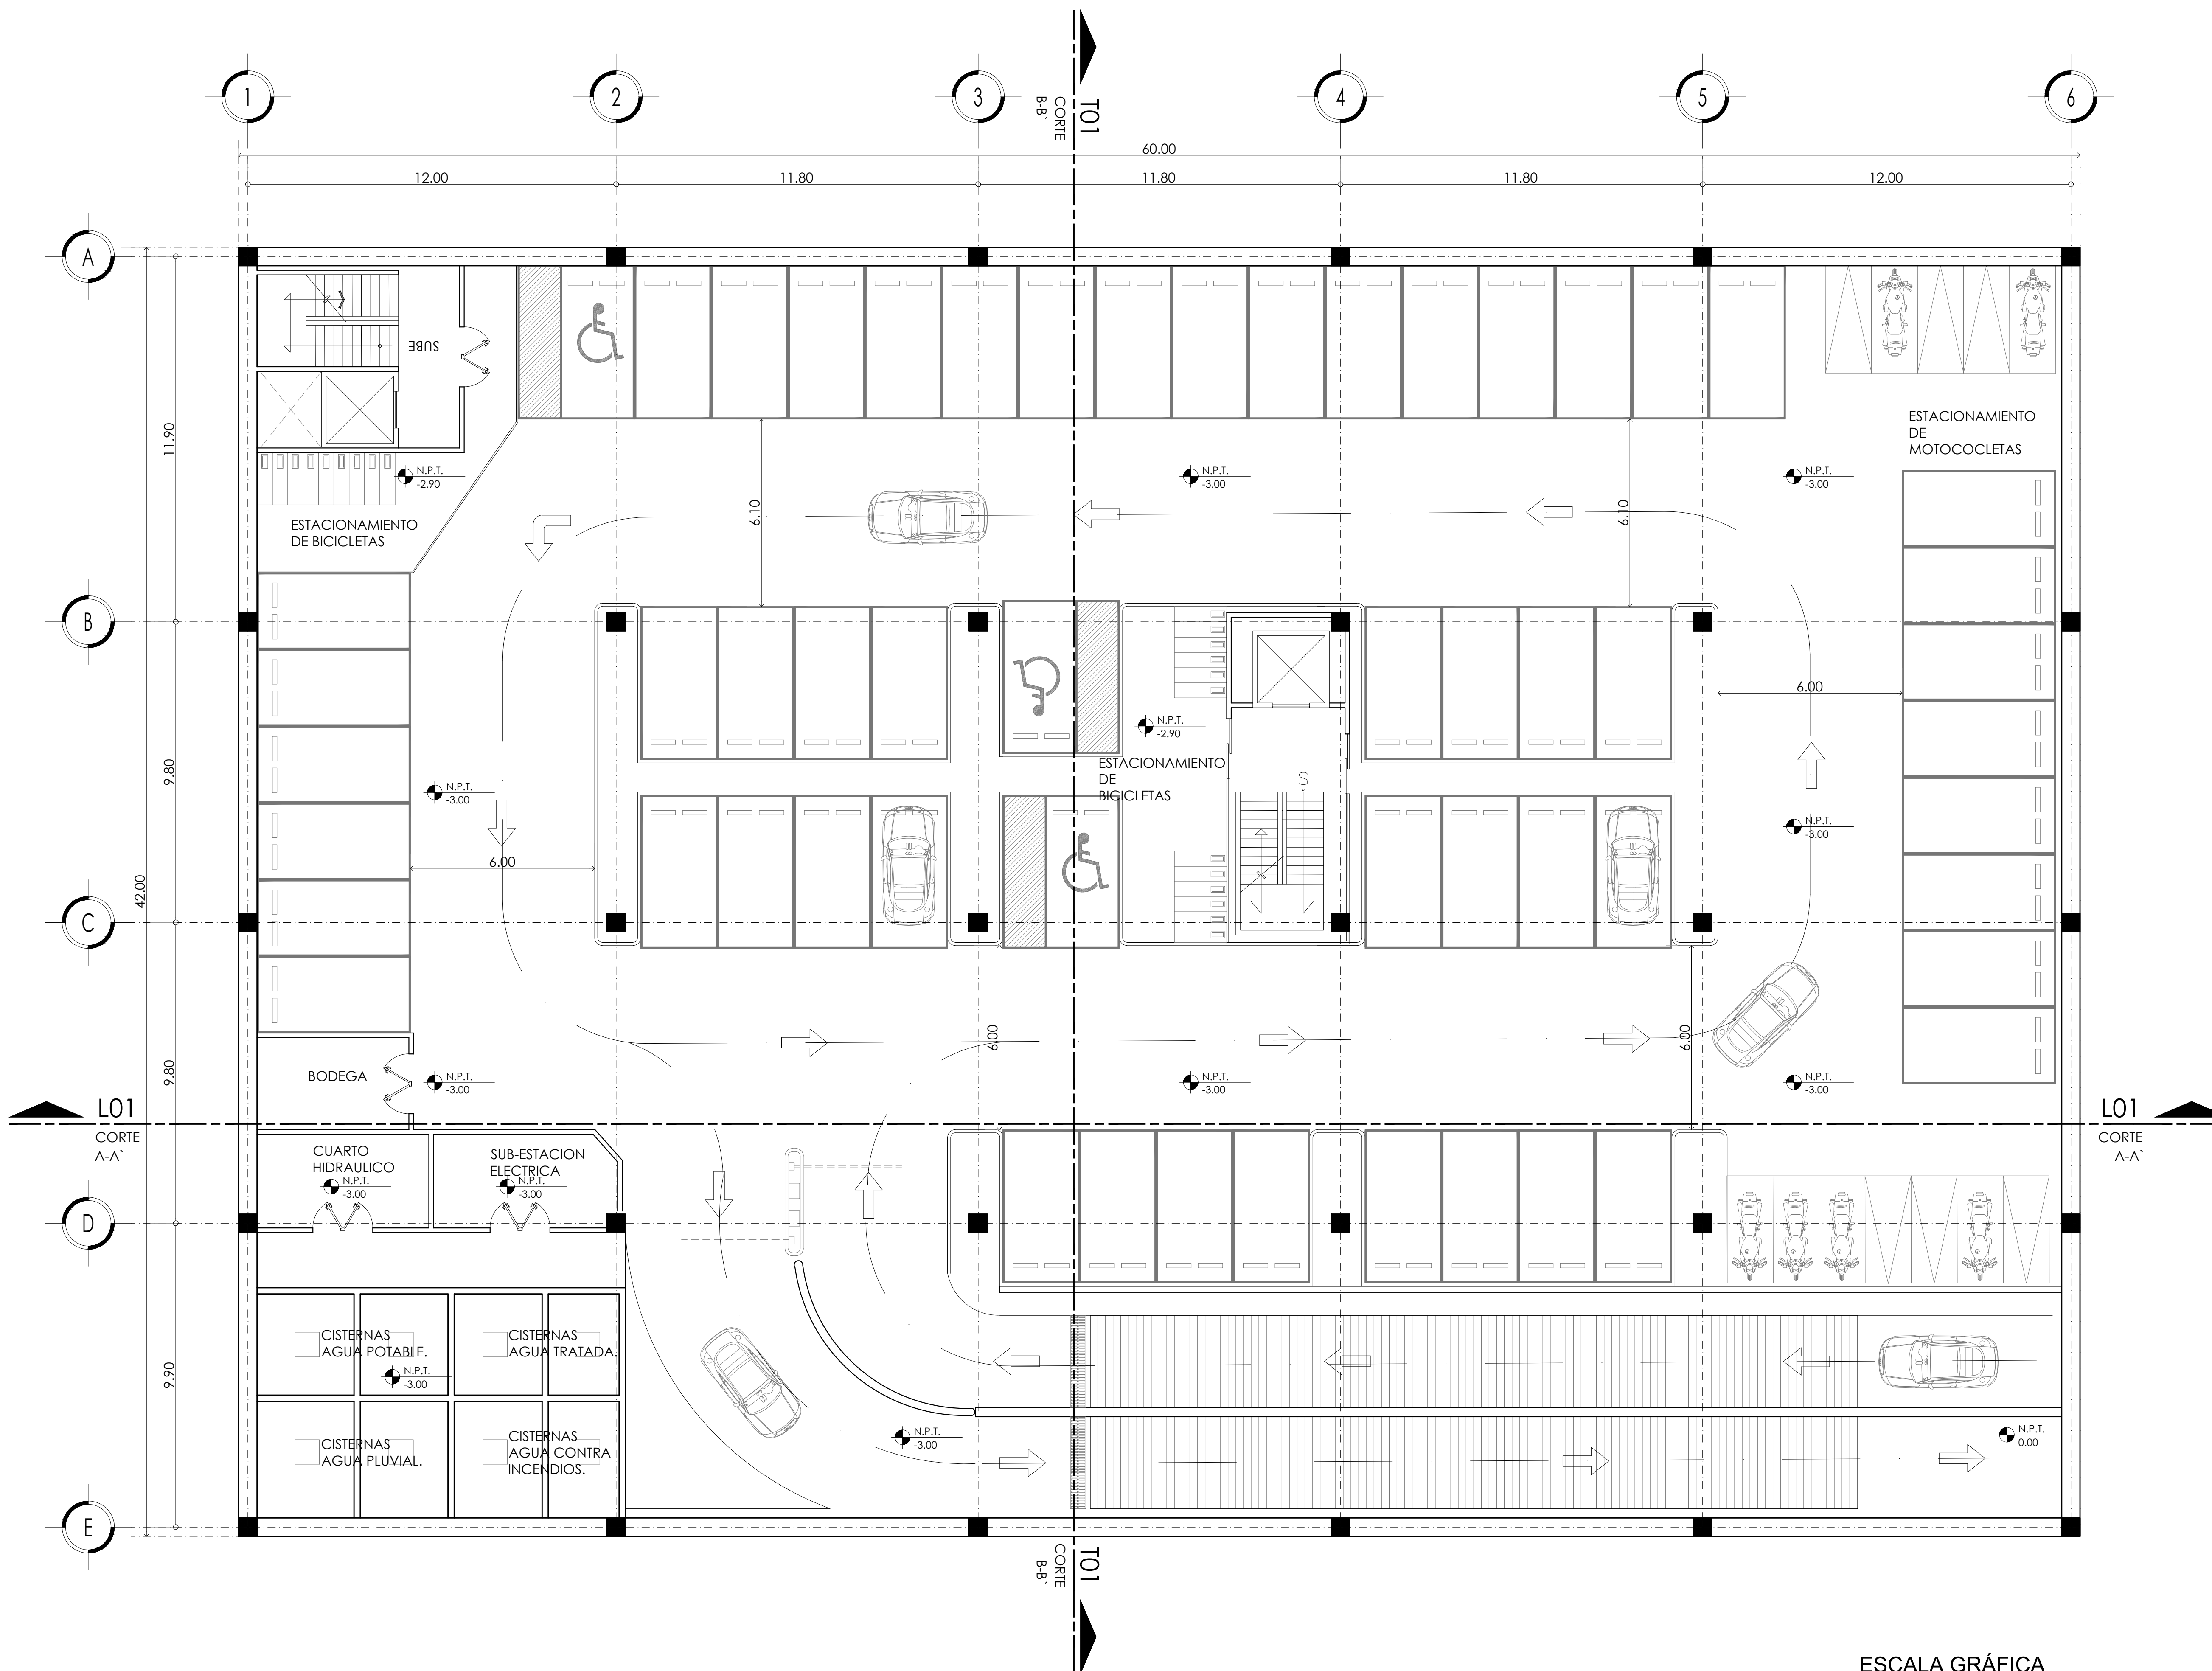 1
2
3
4
5
6
CORTE
B-B`
T01
60.00
12.00
11.80
11.80
11.80
12.00
A
B
C
D
E
42.00
11.90
9.80
9.80
9.90
SUBE
ESTACIONAMIENTO
DE
MOTOCOCLETAS
N.P.T.
-2.90
N.P.T.
-3.00
N.P.T.
-3.00
6.10
6.10
ESTACIONAMIENTO
DE BICICLETAS
6.00
N.P.T.
-2.90
ESTACIONAMIENTO
DE
BICICLETAS
S
N.P.T.
-3.00
N.P.T.
-3.00
6.00
6.00
6.00
BODEGA
N.P.T.
-3.00
N.P.T.
-3.00
N.P.T.
-3.00
L01
CORTE
A-A`
L01
CORTE
A-A`
CUARTO
HIDRAULICO
N.P.T.
-3.00
SUB-ESTACION
ELECTRICA
N.P.T.
-3.00
CISTERNAS
AGUA POTABLE.
CISTERNAS
AGUA TRATADA.
N.P.T.
-3.00
CISTERNAS
AGUA PLUVIAL.
CISTERNAS
AGUA CONTRA
INCENDIOS.
N.P.T.
-3.00
N.P.T.
0.00
CORTE
B-B`
T01
ESCALA GRÁFICA